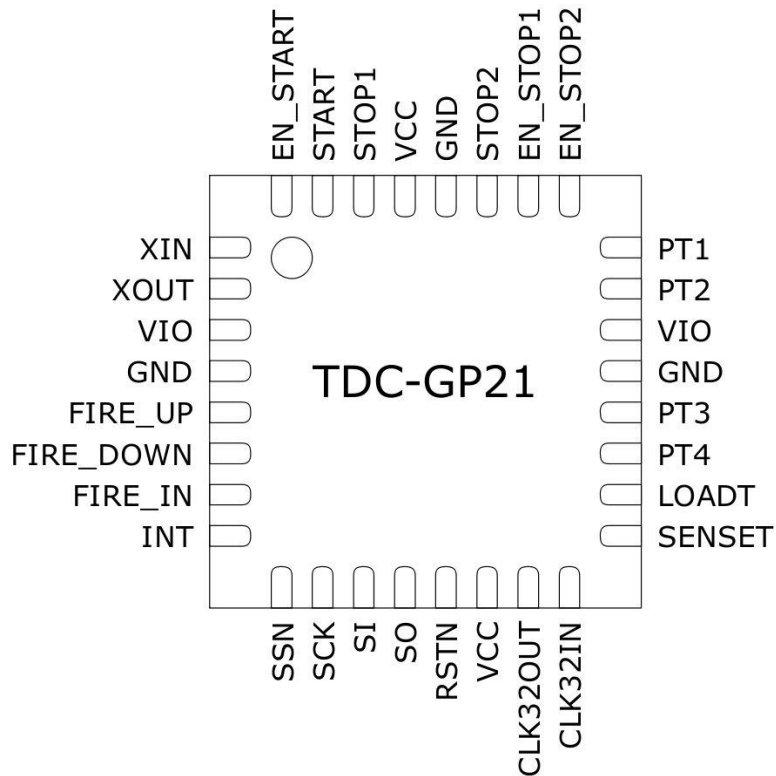 EN_START
START
STOP1
VCC
GND
STOP2
EN_STOP1
EN_STOP2
XIN
XOUT
VIO
GND
FIRE_UP
FIRE_DOWN
FIRE_IN
INT
TDC-GP21
PT1
PT2
VIO
GND
PT3
PT4
LOADT
SENSET
SSN
SCK
SI
SO
RSTN
VCC
CLK32OUT
CLK32IN